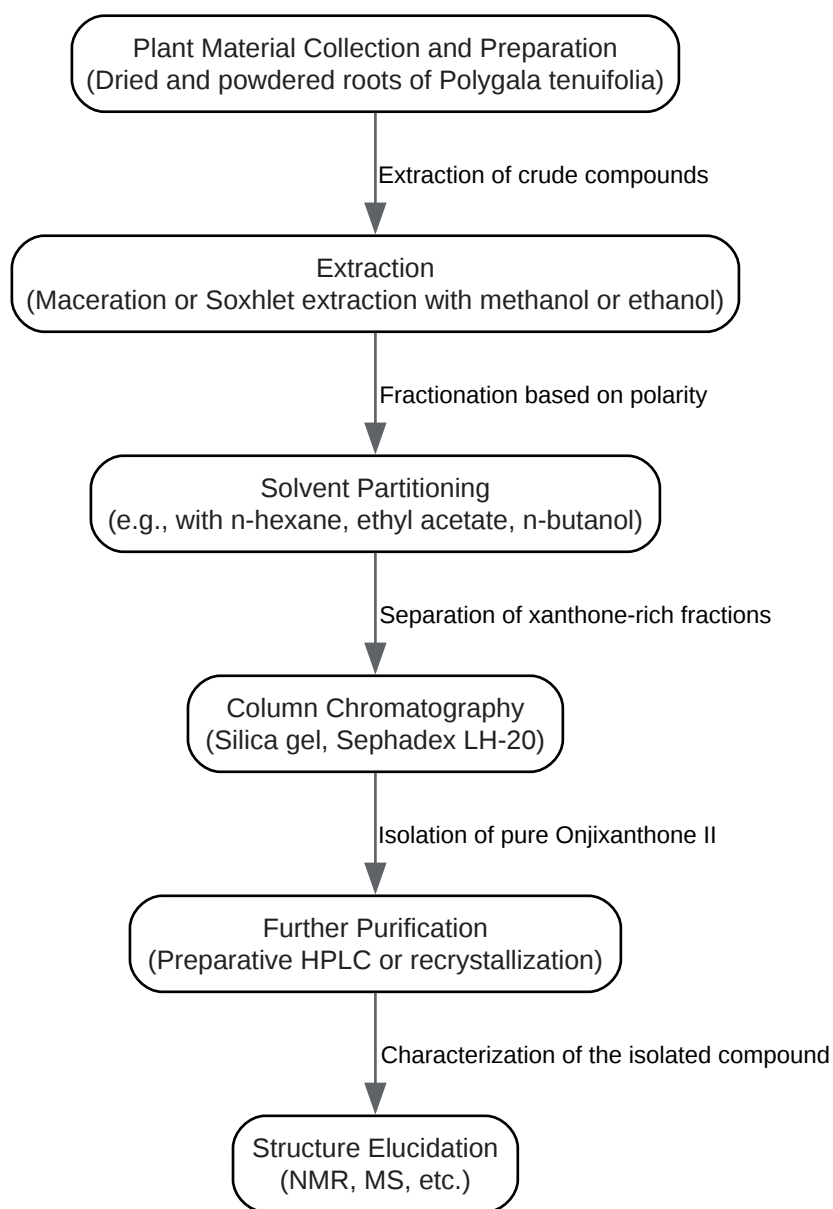 Plant Material Collection and Preparation
(Dried and powdered roots of Polygala tenuifolia)
Extraction of crude compounds
Extraction
(Maceration or Soxhlet extraction with methanol or ethanol)
Fractionation based on polarity
Solvent Partitioning
(e.g., with n-hexane, ethyl acetate, n-butanol)
Separation of xanthone-rich fractions
Column Chromatography
(Silica gel, Sephadex LH-20)
Isolation of pure Onjixanthone II
Further Purification
(Preparative HPLC or recrystallization)
Characterization of the isolated compound
Structure Elucidation
(NMR, MS, etc.)